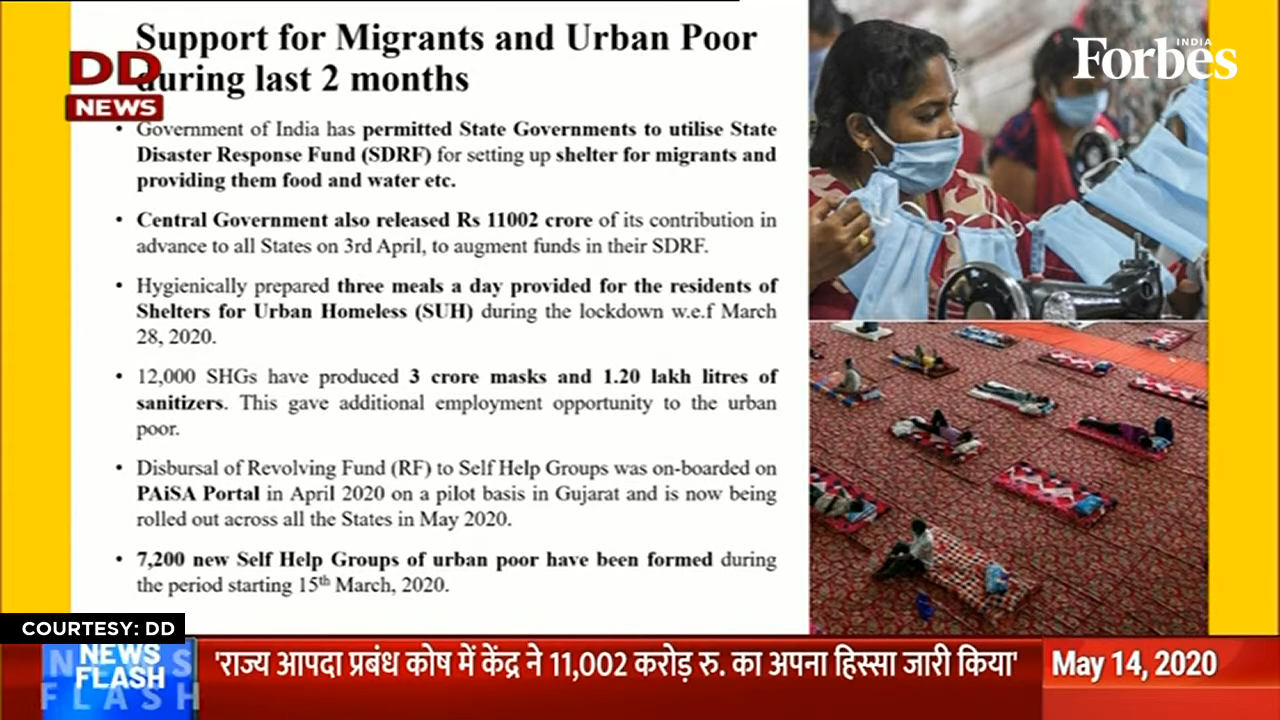 Support for Migrants and Urban Poor
during last 2 months
DD
NEWS
Forbes
INDIA
• Government of India has permitted State Governments to utilise State
Disaster Response Fund (SDRF) for setting up shelter for migrants and
providing them food and water etc.
• Central Government also released Rs 11002 crore of its contribution in
advance to all States on 3rd April, to augment funds in their SDRF.
• Hygienically prepared three meals a day provided for the residents of
Shelters for Urban Homeless (SUH) during the lockdown w.e.f March
28, 2020.
• 12,000 SHGs have produced 3 crore masks and 1.20 lakh litres of
sanitizers. This gave additional employment opportunity to the urban
poor.
• Disbursal of Revolving Fund (RF) to Self Help Groups was on-boarded on
PAiSA Portal in April 2020 on a pilot basis in Gujarat and is now being
rolled out across all the States in May 2020.
• 7,200 new Self Help Groups of urban poor have been formed during
the period starting 15th March, 2020.
COURTESY: DD
NEWS
FLASH
'राज्य आपदा प्रबंध कोष में केंद्र ने 11,002 करोड़ रु. का अपना हिस्सा जारी किया'
May 14, 2020